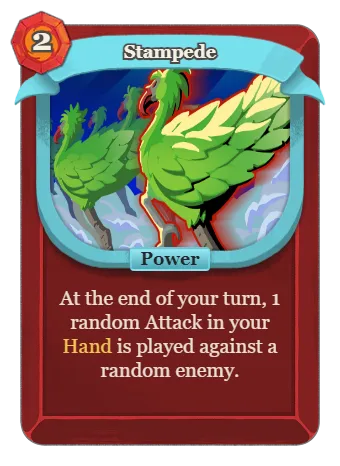 2
Stampede
Power
At the end of your turn, 1
random Attack in your
Hand is played against a
random enemy.